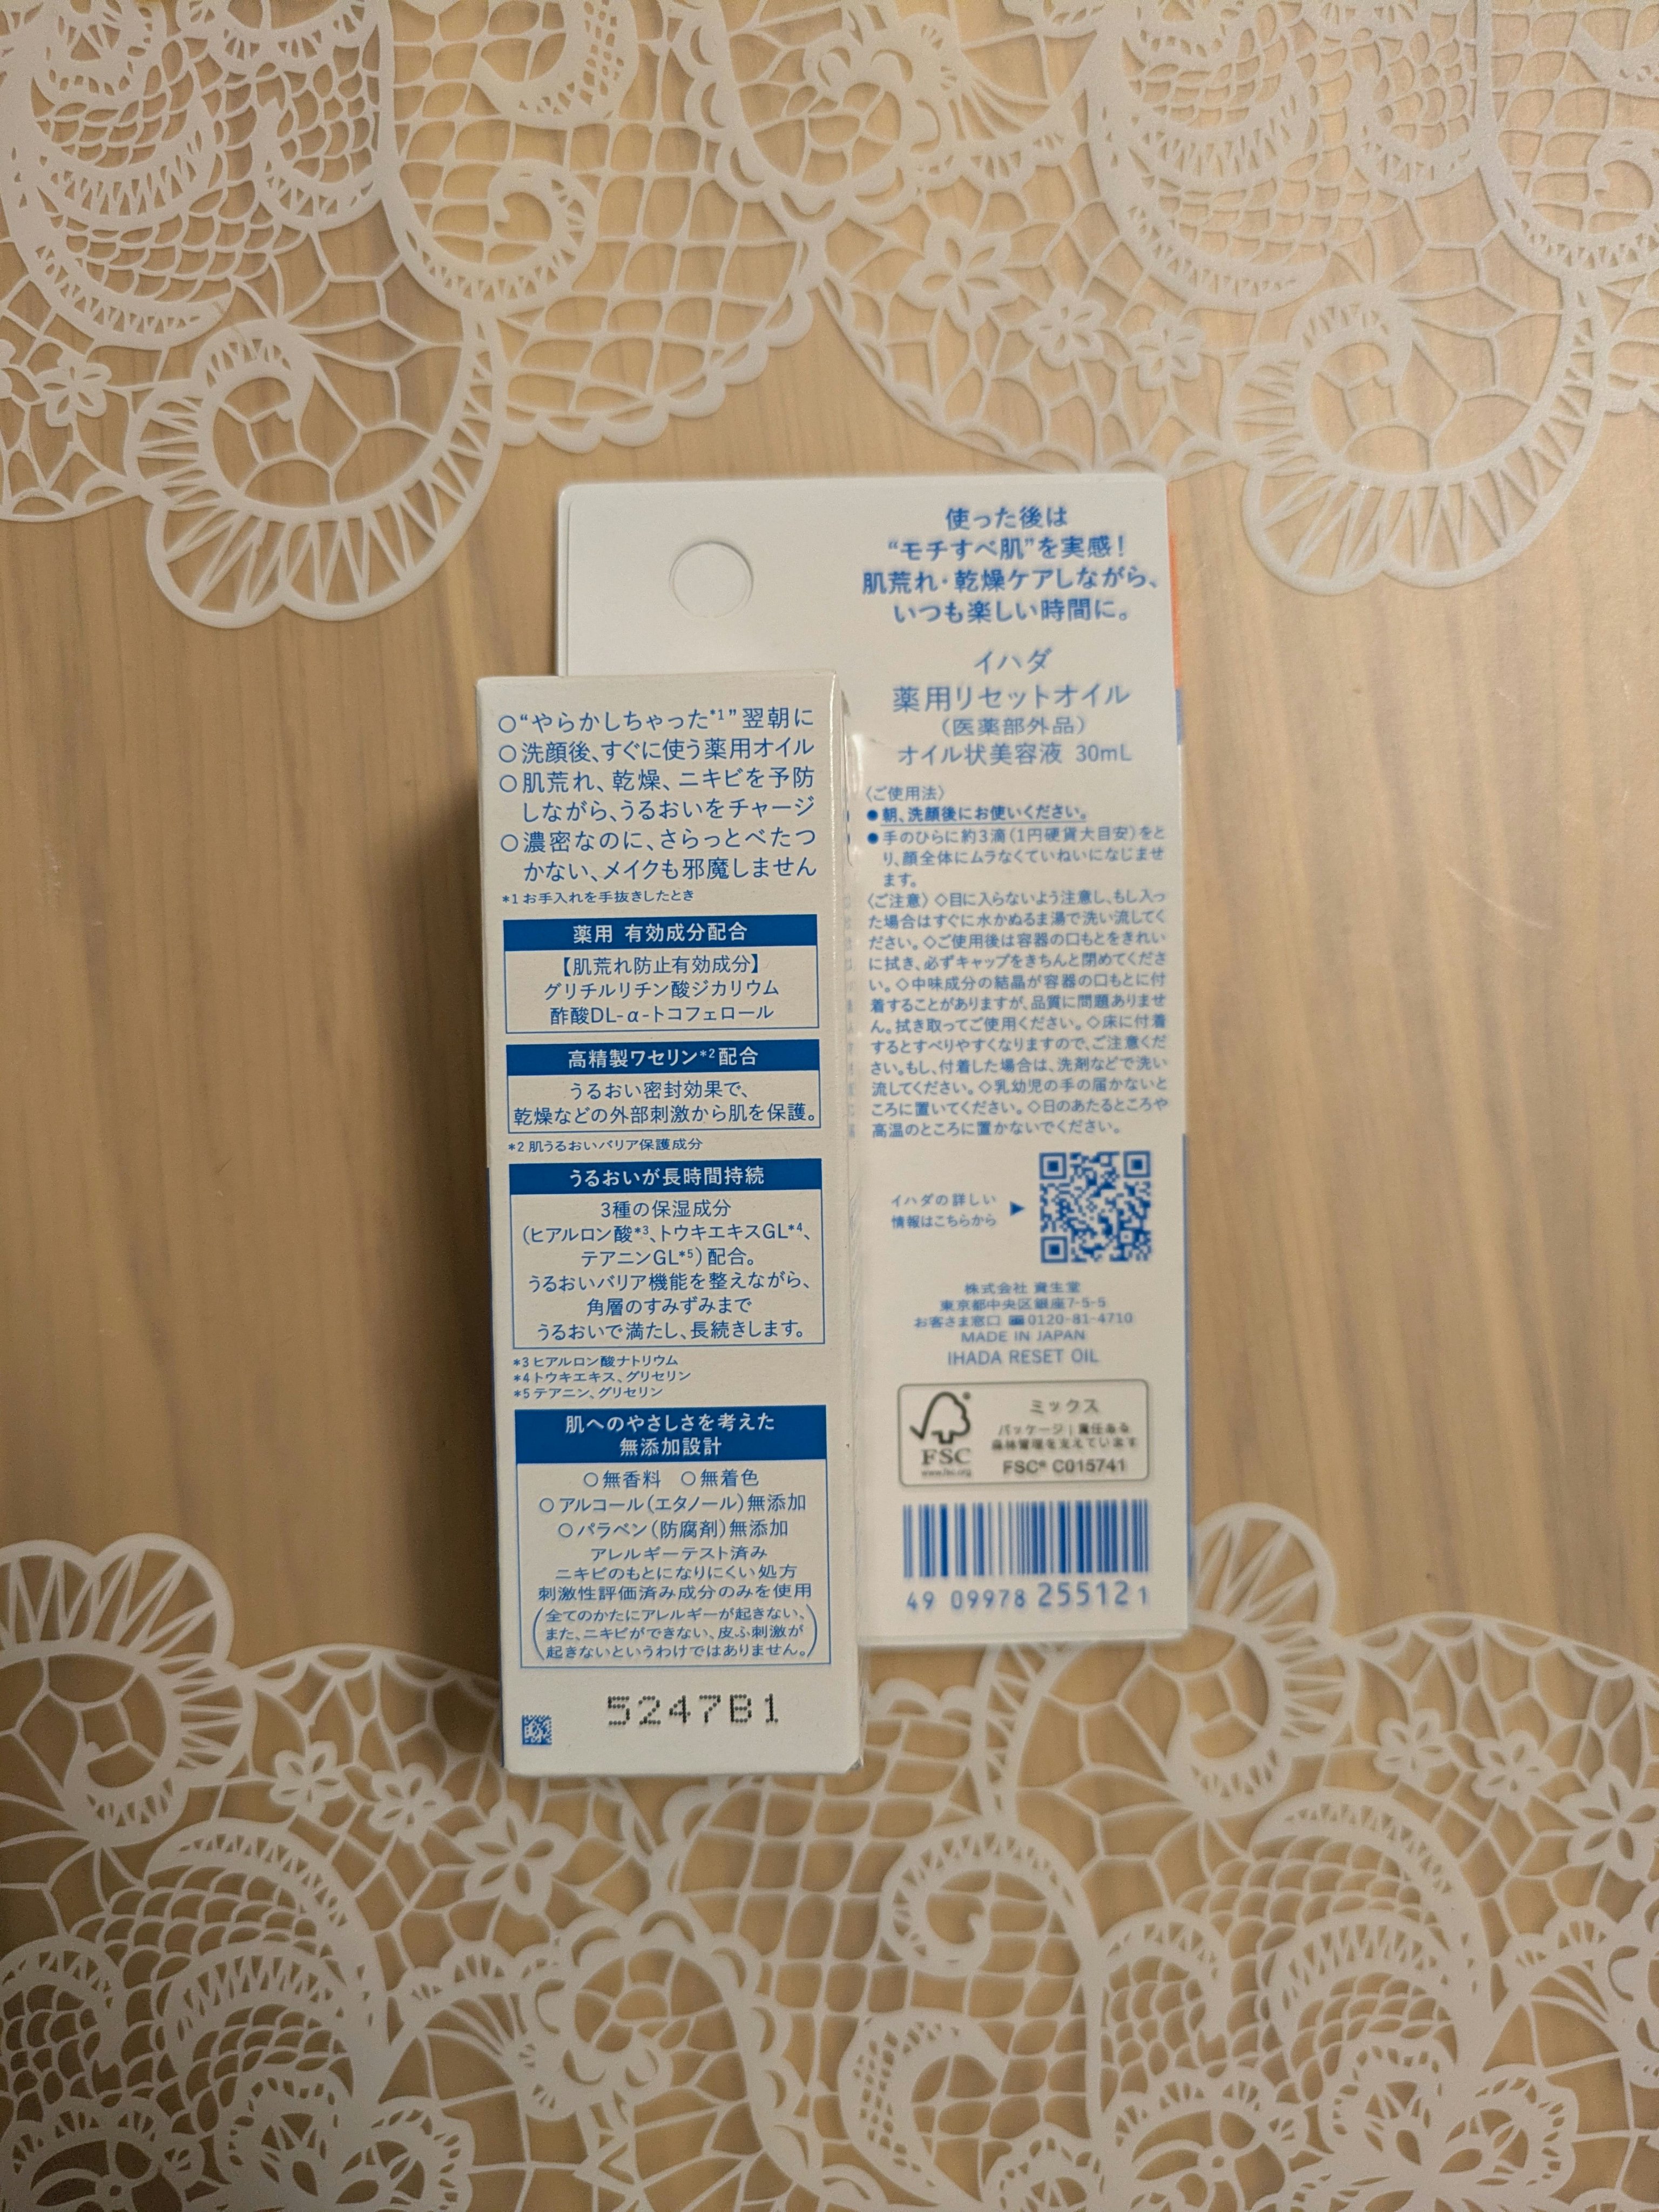 ○“やらかしちゃった*1”翌朝に
○洗顔後、すぐに使う薬用オイル
○肌荒れ、乾燥、ニキビを予防
しながら、うるおいをチャージ
○濃密なのに、さらっとべたつ
かない、メイクも邪魔しません
*1 お手入れを手抜きしたとき
薬用 有効成分配合
【肌荒れ防止有効成分】
グリチルリチン酸ジカリウム
酢酸DL-α-トコフェロール
高精製ワセリン*2配合
うるおい密封効果で、
乾燥などの外部刺激から肌を保護。
*2 肌うるおいバリア保護成分
うるおいが長時間持続
3種の保湿成分
(ヒアルロン酸*3、トウキエキスGL*4、
テアニンGL*5)配合。
うるおいバリア機能を整えながら、
角層のすみずみまで
うるおいで満たし、長続きします。
*3 ヒアルロン酸ナトリウム
*4 トウキエキス、グリセリン
*5 テアニン、グリセリン
肌へのやさしさを考えた
無添加設計
○無香料 ○無着色
○アルコール(エタノール)無添加
○パラベン(防腐剤)無添加
アレルギーテスト済み
ニキビのもとになりにくい処方
刺激性評価済み成分のみを使用
(全てのかたにアレルギーが起きない、
また、ニキビができない、皮ふ刺激が
起きないというわけではありません。)
5247B1
使った後は
“モチすべ肌”を実感!
肌荒れ・乾燥ケアしながら、
いつも楽しい時間に。
イハダ
薬用リセットオイル
(医薬部外品)
オイル状美容液 30mL
〈ご使用法〉
●朝、洗顔後にお使いください。
●手のひらに約3滴(1円硬貨大目安)をと
り、顔全体にムラなくていねいになじませ
ます。
〈ご注意〉◇目に入らないよう注意し、もし入っ
た場合はすぐに水かぬるま湯で洗い流してく
ださい。◇ご使用後は容器の口もとをきれい
に拭き、必ずキャップをきちんと閉めてくださ
い。◇中味成分の結晶が容器の口もとに付
着することがありますが、品質に問題ありませ
ん。拭き取ってご使用ください。◇床に付着
するとすべりやすくなりますので、ご注意くだ
さい。もし、付着した場合は、洗剤などで洗い
流してください。◇乳幼児の手の届かないと
ころに置いてください。◇日のあたるところや
高温のところに置かないでください。
イハダの詳しい
情報はこちらから
株式会社 資生堂
東京都中央区銀座7-5-5
お客さま窓口 0120-81-4710
MADE IN JAPAN
IHADA RESET OIL
FSC®
www.fsc.org
ミックス
パッケージ|責任ある
森林管理を支えています
FSC® C015741
49 09978 255121